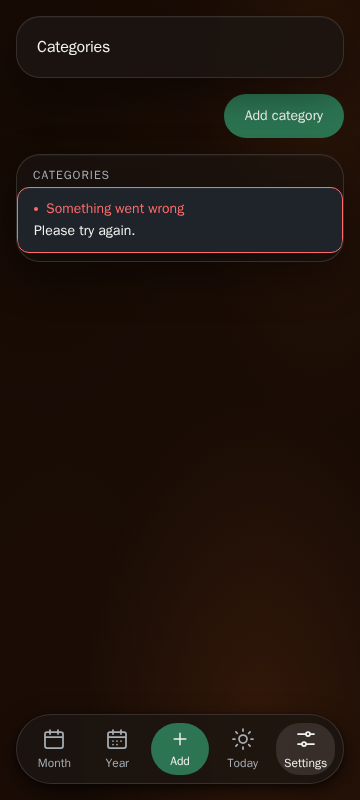 Categories
Add category
CATEGORIES
• Something went wrong
Please try again.
Month
Year
Add
Today
Settings